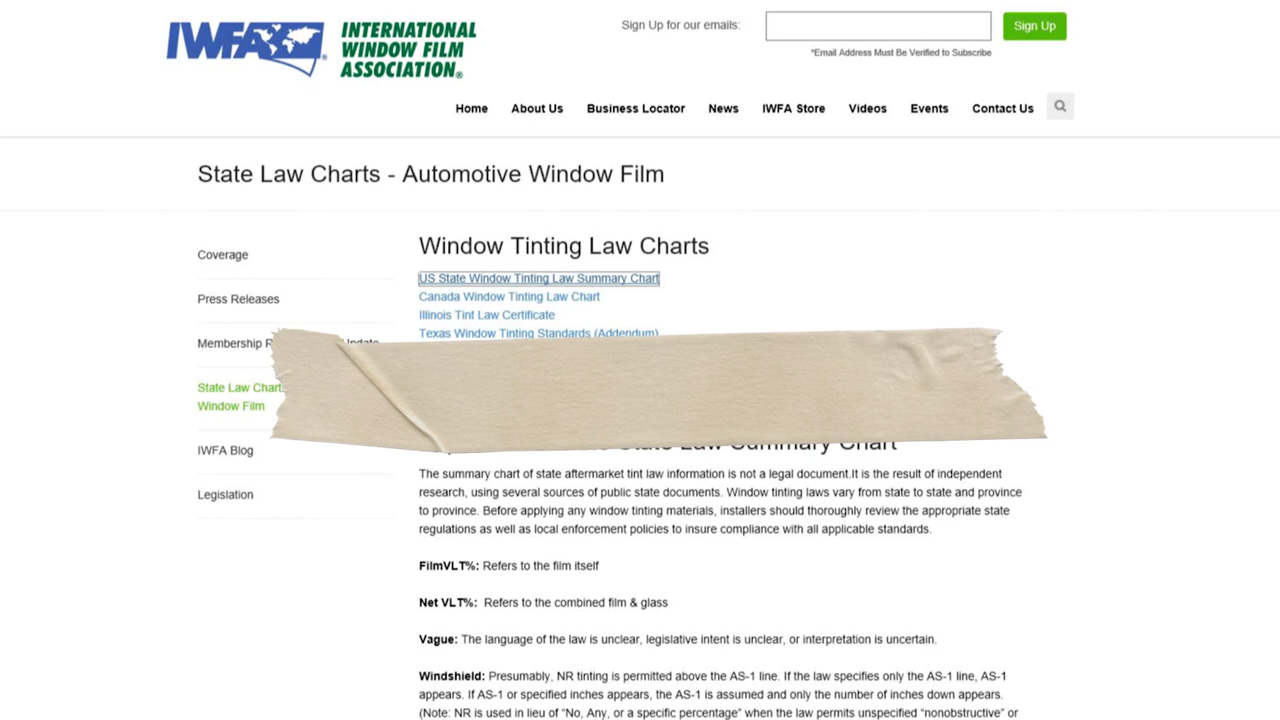 IWFA
INTERNATIONAL
WINDOW FILM
ASSOCIATION®
Sign Up for our emails:
Sign Up
*Email Address Must Be Verified to Subscribe
Home About Us Business Locator News IWFA Store Videos Events Contact Us
State Law Charts - Automotive Window Film
Coverage
Press Releases
Membership
State Law
Window Film
IWFA Blog
Legislation
Window Tinting Law Charts
US State Window Tinting Law Summary Chart
Canada Window Tinting Law Chart
Illinois Tint Law Certificate
Texas Window Tinting Standards (Addendum)
State Law Summary Chart
The summary chart of state aftermarket tint law information is not a legal document.It is the result of independent
research, using several sources of public state documents. Window tinting laws vary from state to state and province
to province. Before applying any window tinting materials, installers should thoroughly review the appropriate state
regulations as well as local enforcement policies to insure compliance with all applicable standards.
FilmVLT%: Refers to the film itself
Net VLT%: Refers to the combined film & glass
Vague: The language of the law is unclear, legislative intent is unclear, or interpretation is uncertain.
Windshield: Presumably, NR tinting is permitted above the AS-1 line. If the law specifies only the AS-1 line, AS-1
appears. If AS-1 or specified inches appears, the AS-1 is assumed and only the number of inches down appears.
(Note: NR is used in lieu of “No, Any, or a specific percentage” when the law permits unspecified “nonobstructive” or